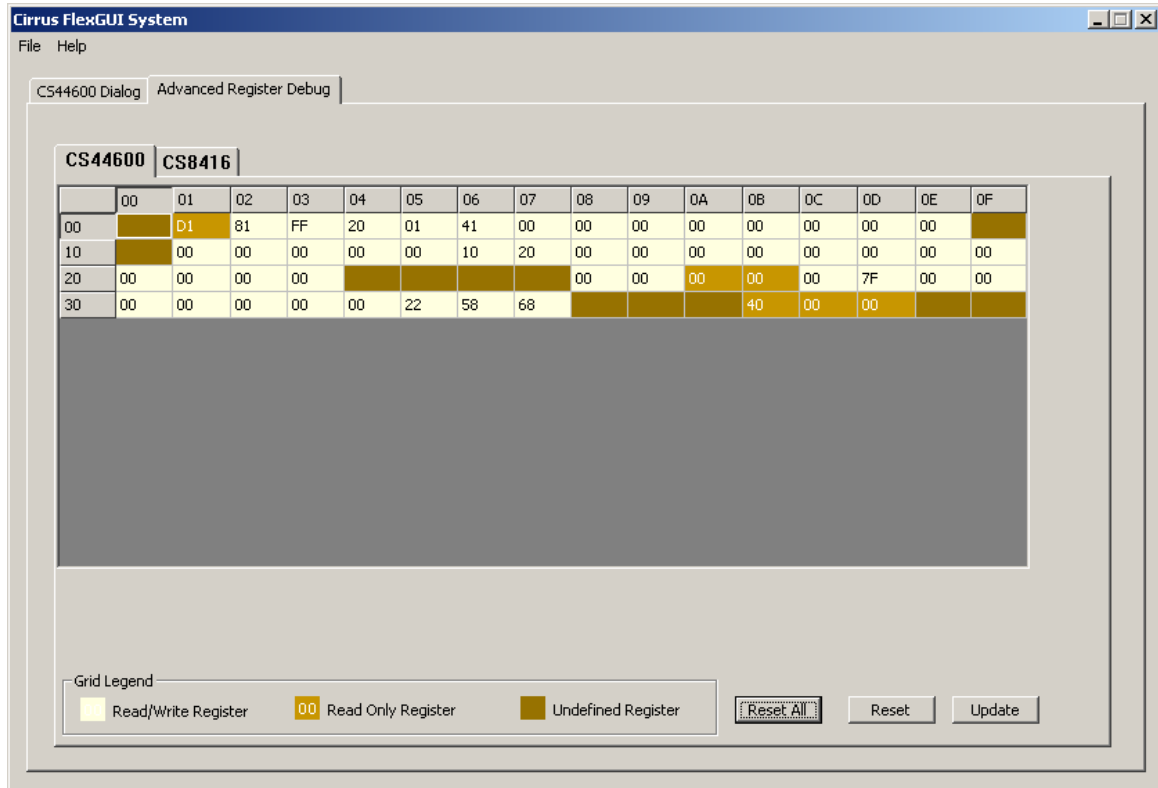 Cirrus FlexGUI System
File Help
CS44600 Dialog Advanced Register Debug
CS44600 CS8416
00 01 02 03 04 05 06 07 08 09 0A 0B 0C 0D 0E 0F
00 D1 81 FF 20 01 41 00 00 00 00 00 00 00 00
10 00 00 00 00 00 10 20 00 00 00 00 00 00 00 00
20 00 00 00 00 00 00 00 00 00 7F 00 00
30 00 00 00 00 00 22 58 68 40 00 00
Grid Legend
Read/Write Register 00 Read Only Register Undefined Register Reset All Reset Update